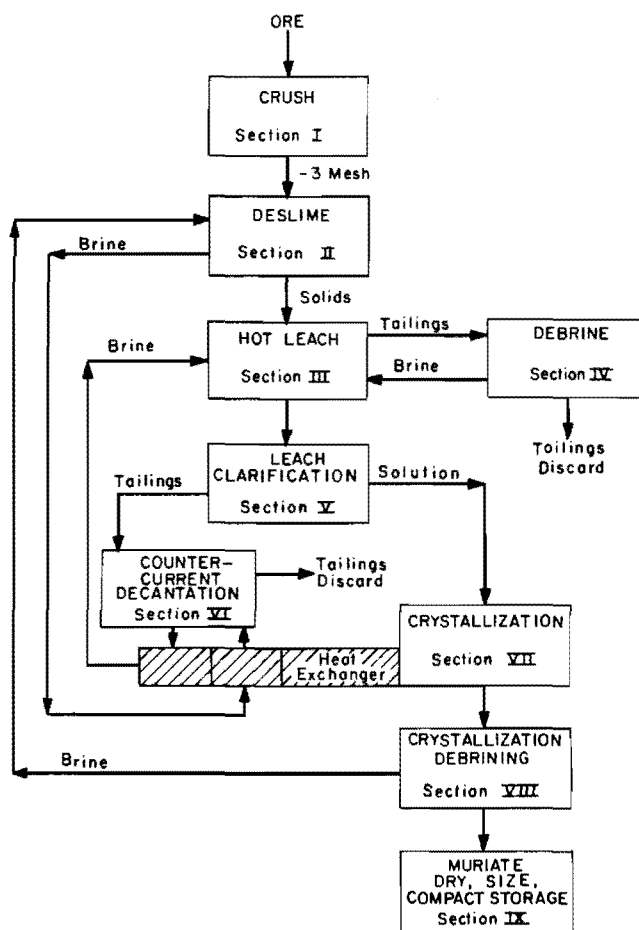 ORE
CRUSH
Section I
-3 Mesh
DESLIME
Section II
Brine
Solids
Brine
HOT LEACH
Section III
Tailings
Brine
DEBRINE
Section IV
Toilings
Discard
LEACH
CLARIFICATION
Section V
Tailings
Solution
COUNTER-
CURRENT
DECANTATION
Section VI
Tailings
Discard
Heat
Exchanger
CRYSTALLIZATION
Section VII
CRYSTALLIZATION
DEBRINING
Section VIII
Brine
MURIATE
DRY, SIZE,
COMPACT STORAGE
Section IX